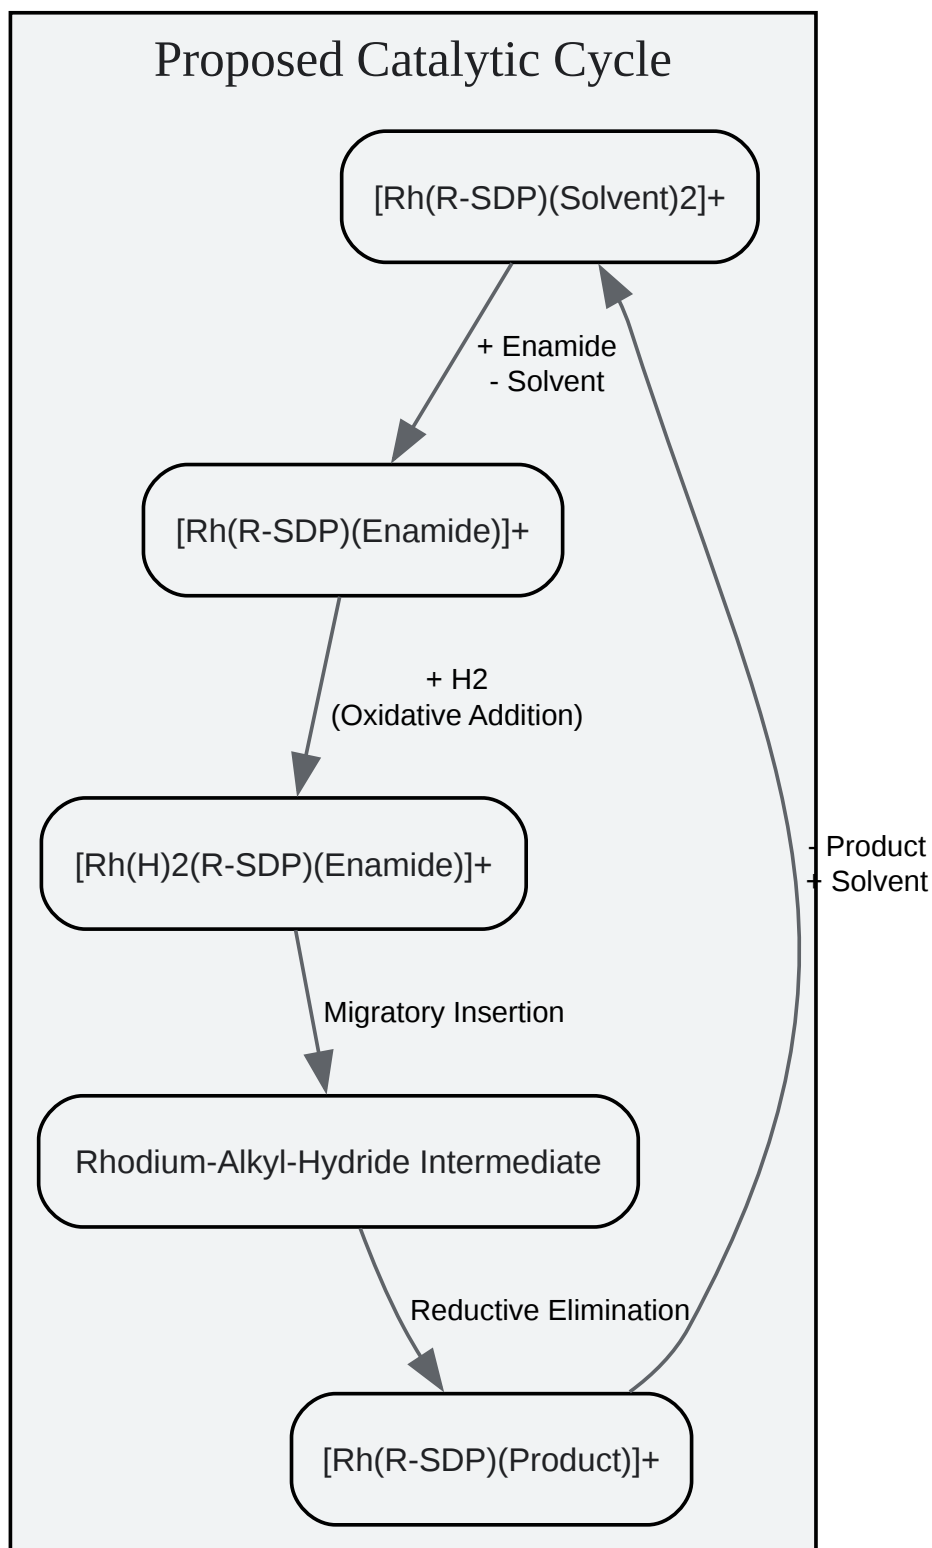 Proposed Catalytic Cycle
[Rh(R-SDP)(Solvent)2]+
+ Enamide
- Solvent
[Rh(R-SDP)(Enamide)]+
+ H2
(Oxidative Addition)
[Rh(H)2(R-SDP)(Enamide)]+
- Product
+ Solvent
Migratory Insertion
Rhodium-Alkyl-Hydride Intermediate
Reductive Elimination
[Rh(R-SDP)(Product)]+